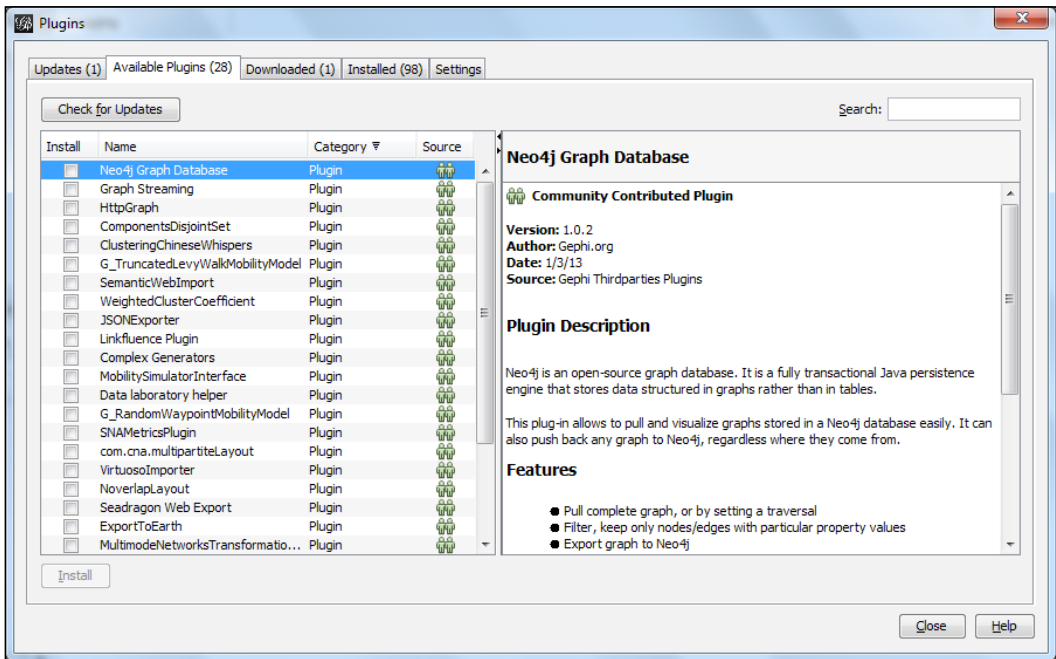 Plugins
Updates (1) Available Plugins (28) Downloaded (1) Installed (98) Settings
Check for Updates Search:
Install Name Category Source
Neo4j Graph Database Plugin
Graph Streaming Plugin
HttpGraph Plugin
ComponentsDisjointSet Plugin
ClusteringChineseWhispers Plugin
G_TruncatedLevyWalkMobilityModel Plugin
SemanticWebImport Plugin
WeightedClusterCoefficient Plugin
JSONExporter Plugin
Linkfluence Plugin Plugin
Complex Generators Plugin
MobilitySimulatorInterface Plugin
Data laboratory helper Plugin
G_RandomWaypointMobilityModel Plugin
SNAMetricsPlugin Plugin
com.cna.multipartiteLayout Plugin
VirtuosoImporter Plugin
NoverlapLayout Plugin
Seadragon Web Export Plugin
ExportToEarth Plugin
MultimodeNetworksTransformatio... Plugin
Neo4j Graph Database
Community Contributed Plugin
Version: 1.0.2
Author: Gephi.org
Date: 1/3/13
Source: Gephi Thirdparties Plugins
Plugin Description
Neo4j is an open-source graph database. It is a fully transactional Java persistence
engine that stores data structured in graphs rather than in tables.
This plug-in allows to pull and visualize graphs stored in a Neo4j database easily. It can
also push back any graph to Neo4j, regardless where they come from.
Features
● Pull complete graph, or by setting a traversal
● Filter, keep only nodes/edges with particular property values
● Export graph to Neo4j
Install
Close Help